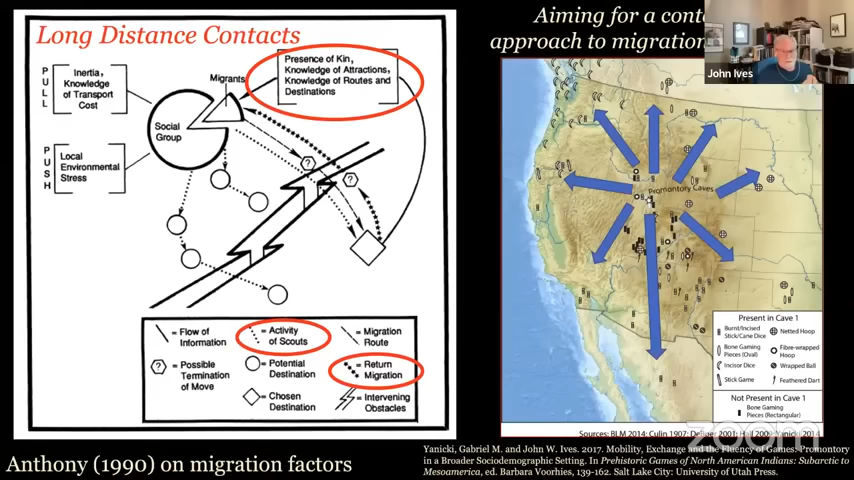 Long Distance Contacts
PULL
Inertia,
Knowledge
of Transport
Cost
PUSH
Local
Environmental
Stress
Migrants
Social
Group
Presence of Kin,
Knowledge of Attractions,
Knowledge of Routes and
Destinations
?
?
= Flow of
Information
= Activity
of Scouts
= Migration
Route
? = Possible
Termination
of Move
= Potential
Destination
= Return
Migration
= Chosen
Destination
= Intervening
Obstacles
Anthony (1990) on migration factors
Aiming for a
approach to migration
John Ives
Promontory Caves
Present in Cave 1
Burnt/Incised
Stick/Cane Dice
Netted Hoop
Bone Gaming
Pieces (Oval)
Fibre-wrapped
Hoop
Incisor Dice
Wrapped Ball
Stick Game
Feathered Dart
Not Present in Cave 1
Bone Gaming
Pieces (Rectangular)
Sources: BLM 2014; Culin 1907; DeBoer 2001; Hall 2009; Yanicki 2014
zoom
Yanicki, Gabriel M. and John W. Ives. 2017. Mobility, Exchange and the Fluency of Games: Promontory
in a Broader Sociodemographic Setting. In Prehistoric Games of North American Indians: Subarctic to
Mesoamerica, ed. Barbara Voorhies, 139-162. Salt Lake City: University of Utah Press.